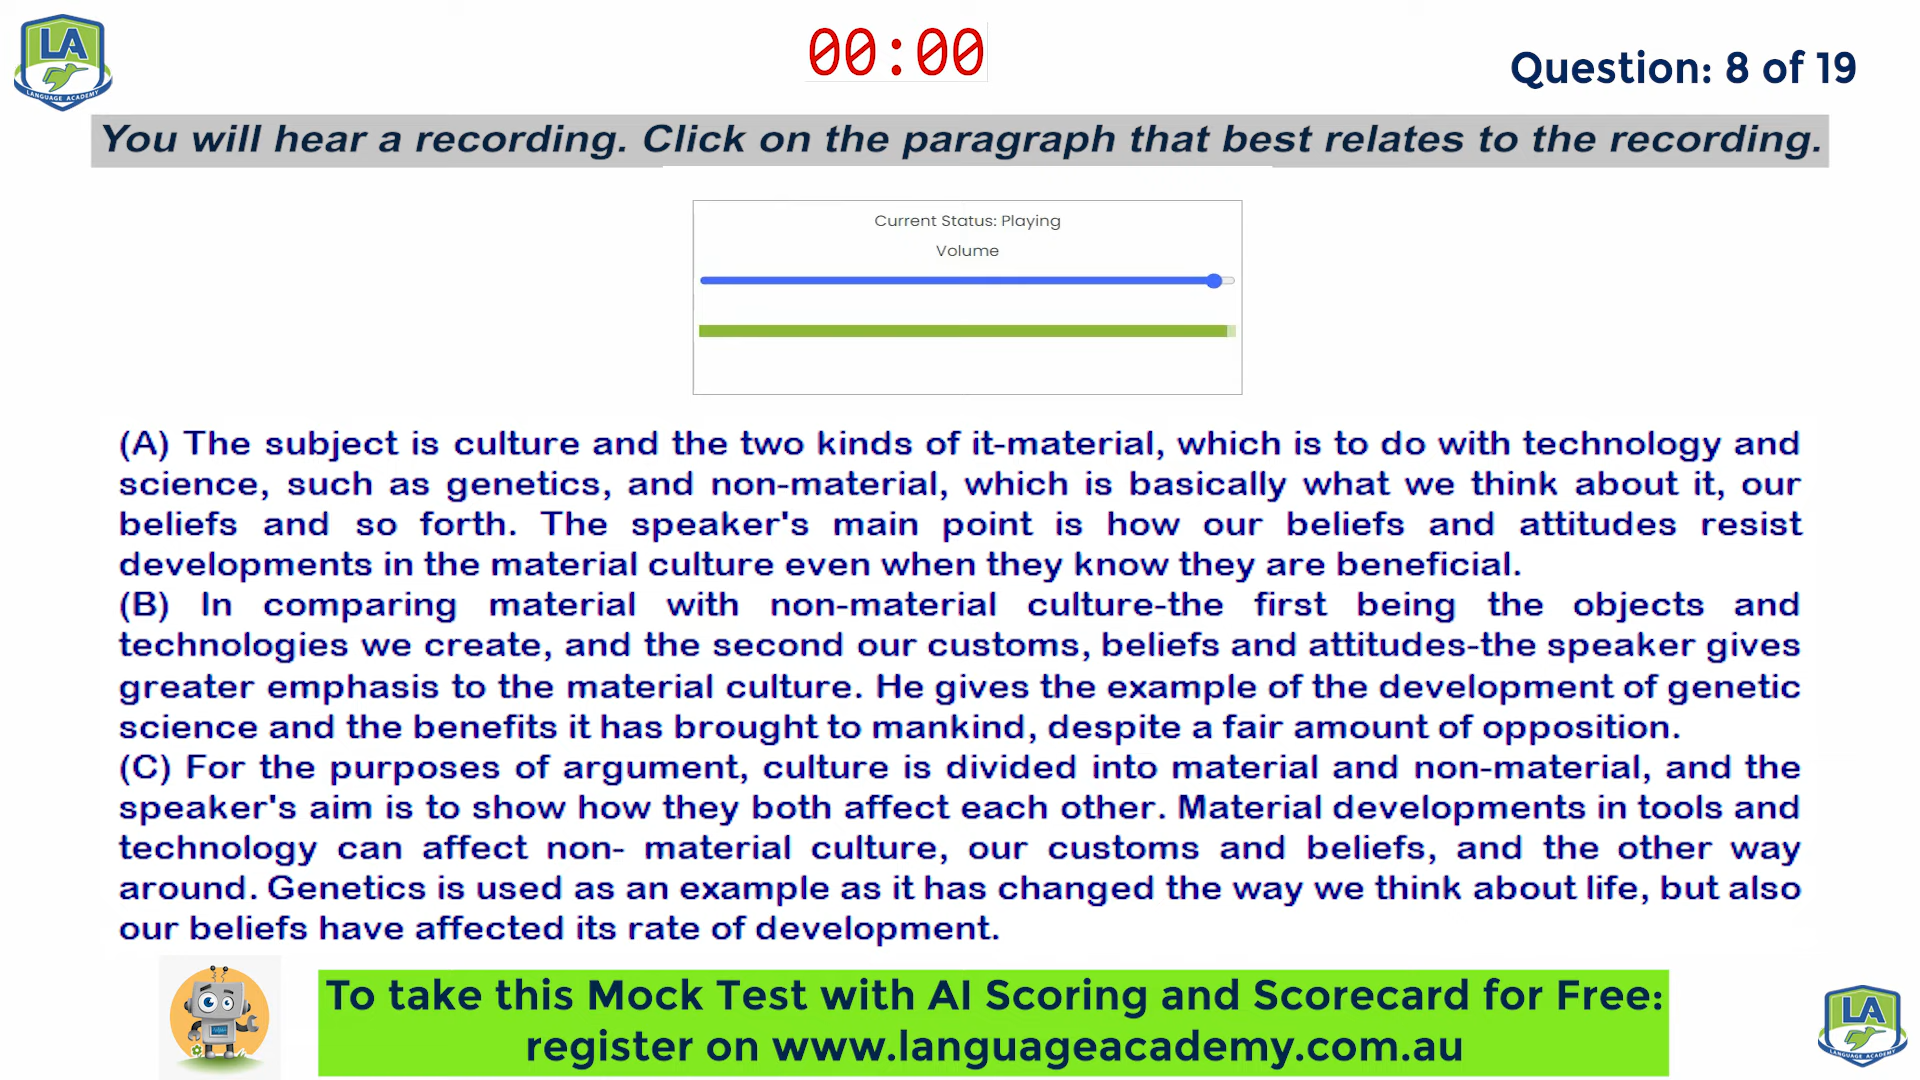 LA
LANGUAGE ACADEMY
00:00
Question: 8 of 19
You will hear a recording. Click on the paragraph that best relates to the recording.
Current Status: Playing
Volume
(A) The subject is culture and the two kinds of it-material, which is to do with technology and
science, such as genetics, and non-material, which is basically what we think about it, our
beliefs and so forth. The speaker's main point is how our beliefs and attitudes resist
developments in the material culture even when they know they are beneficial.
(B) In comparing material with non-material culture-the first being the objects and
technologies we create, and the second our customs, beliefs and attitudes-the speaker gives
greater emphasis to the material culture. He gives the example of the development of genetic
science and the benefits it has brought to mankind, despite a fair amount of opposition.
(C) For the purposes of argument, culture is divided into material and non-material, and the
speaker's aim is to show how they both affect each other. Material developments in tools and
technology can affect non- material culture, our customs and beliefs, and the other way
around. Genetics is used as an example as it has changed the way we think about life, but also
our beliefs have affected its rate of development.
To take this Mock Test with AI Scoring and Scorecard for Free:
register on www.languageacademy.com.au
LA
LANGUAGE ACADEMY